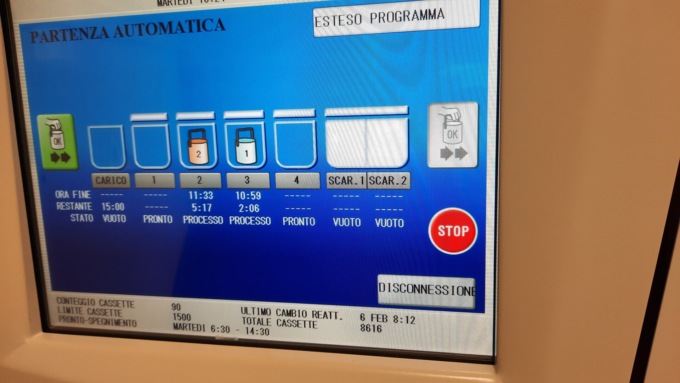 MARTEDI
PARTENZA AUTOMATICA
ESTESO PROGRAMMA
OK
2
1
OK
CARICO 1 2 3 4 SCAR.1 SCAR.2
ORA FINE ----- ----- 11:33 10:59 ----- ----- -----
RESTANTE 15:00 ----- 5:17 2:06 ----- ----- -----
STATO VUOTO PRONTO PROCESSO PROCESSO PRONTO VUOTO VUOTO
STOP
DISCONNESSIONE
CONTEGGIO CASSETTE 90 ULTIMO CAMBIO REATT. 6 FEB 8:12
LIMITE CASSETTE 1500 TOTALE CASSETTE 8616
PRONTO-SPEGNIMENTO MARTEDI 6:30 - 14:30